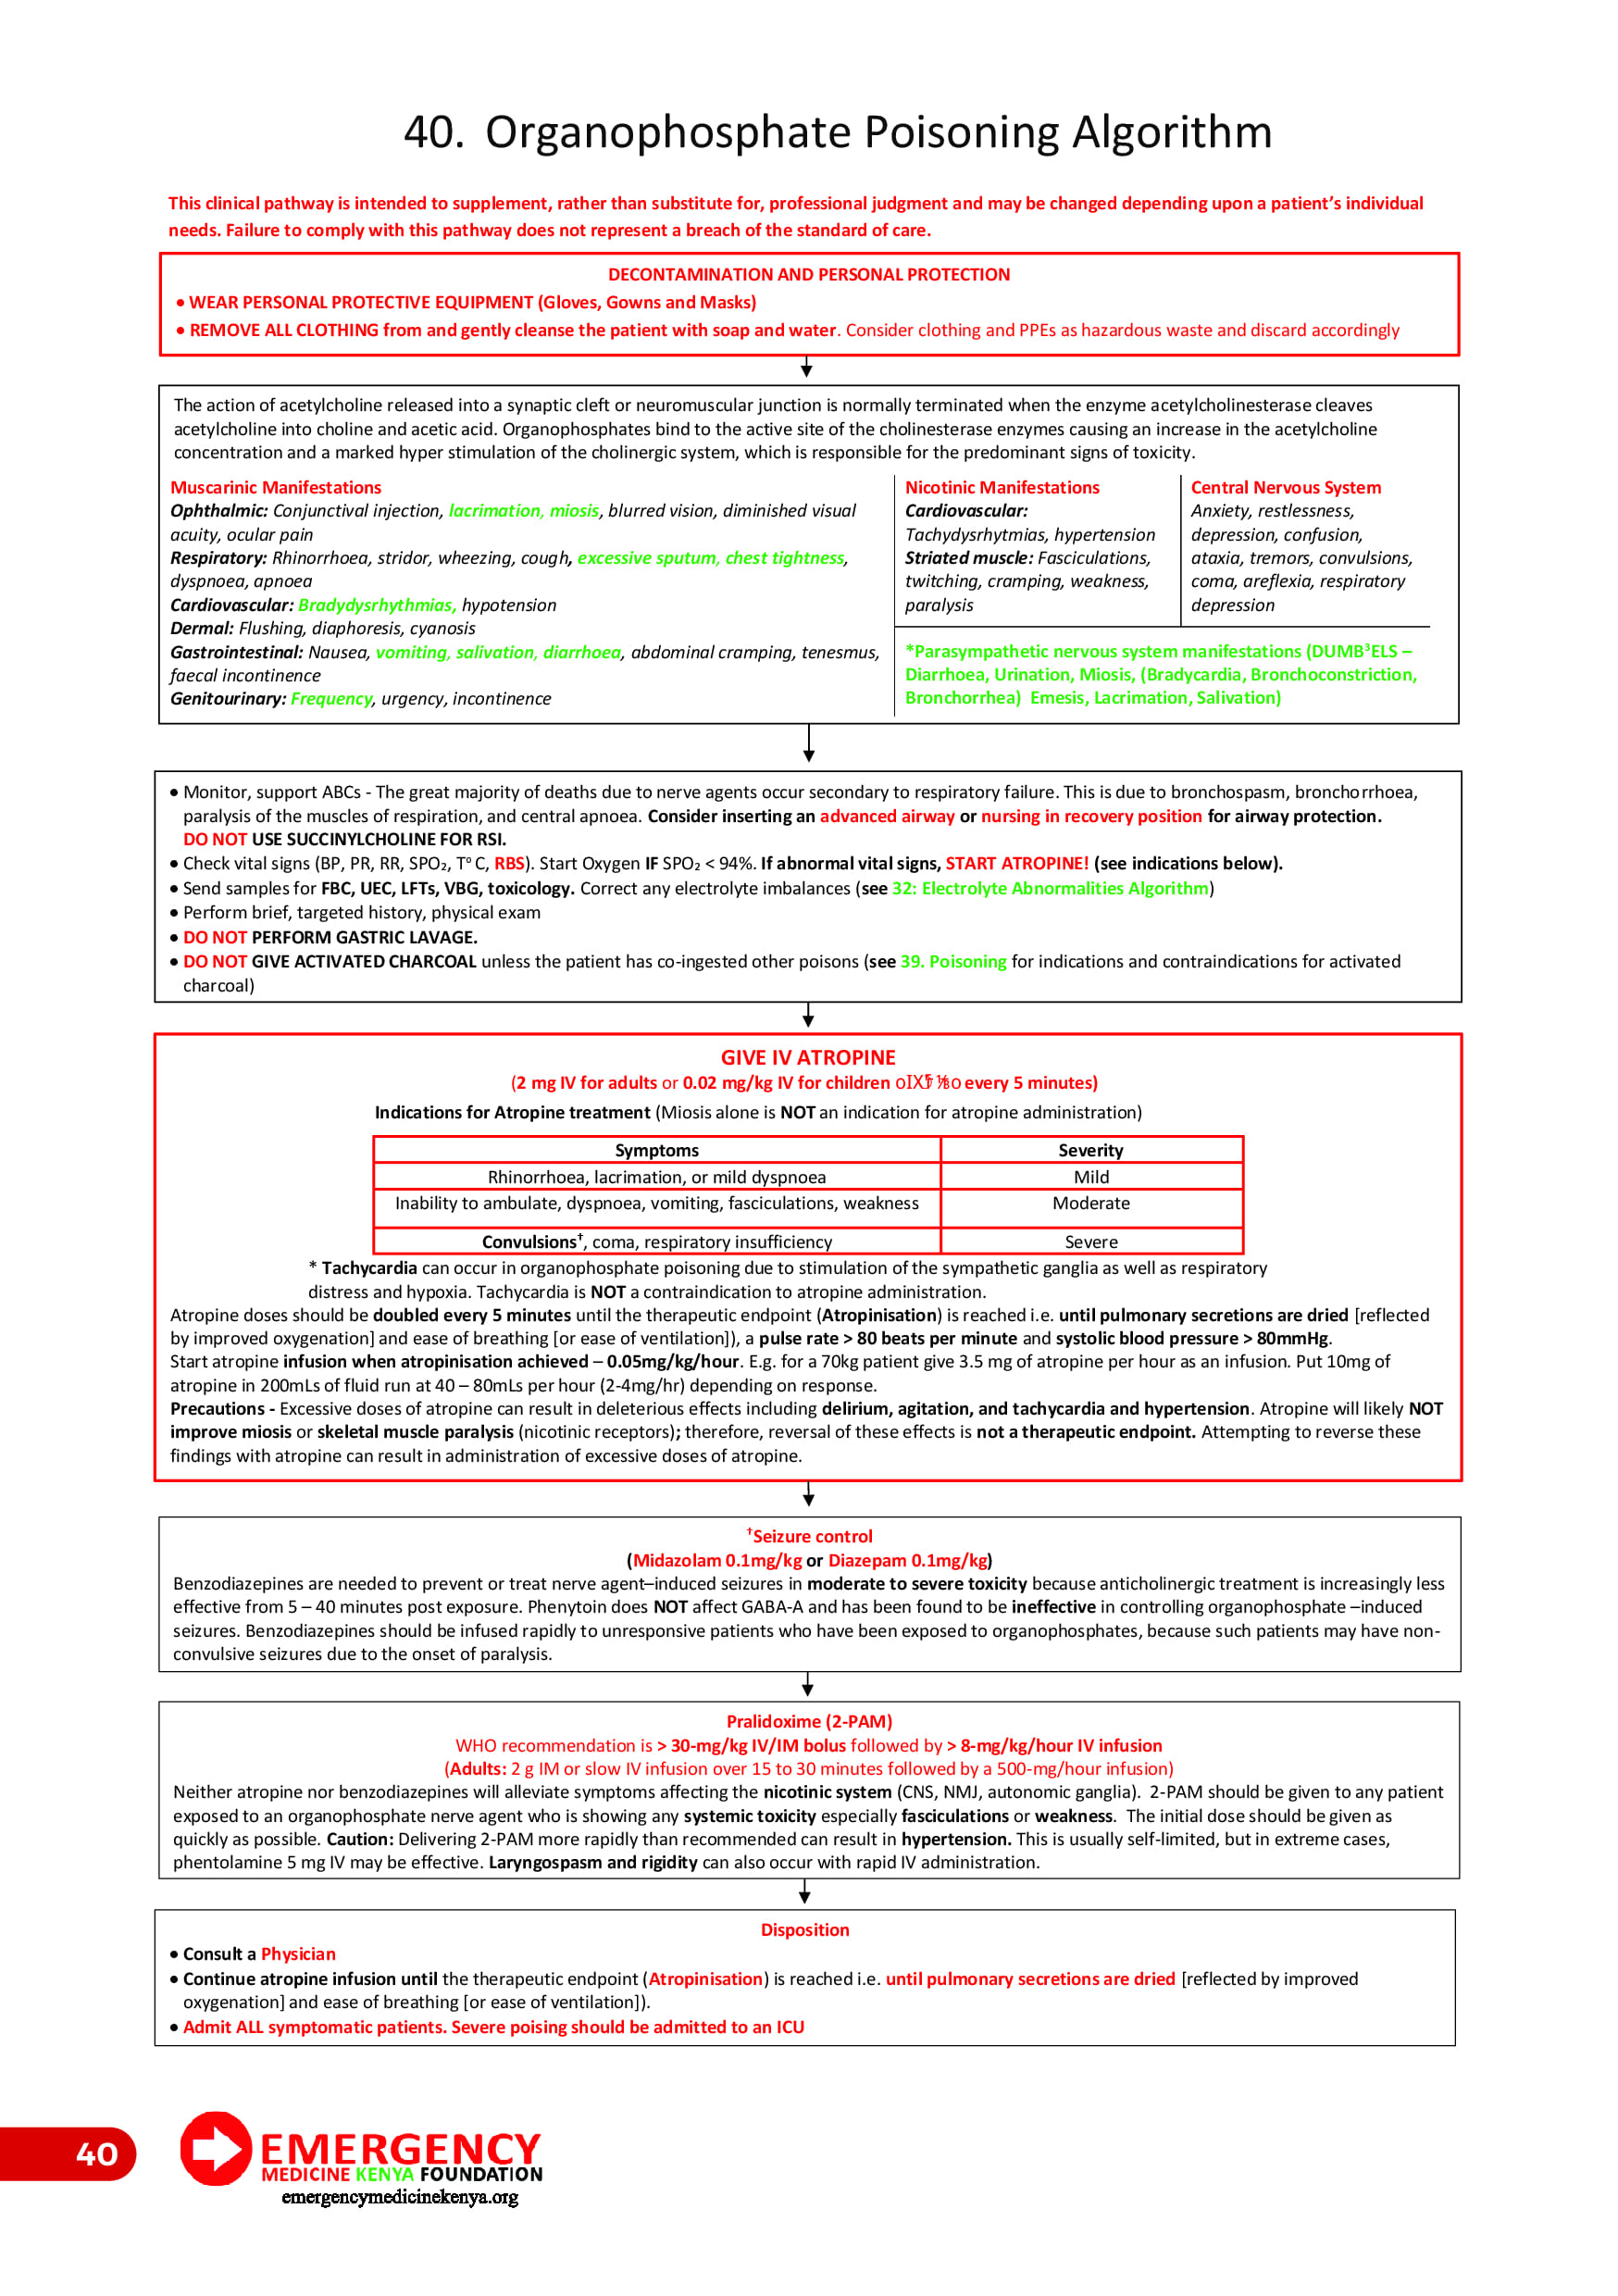 40. Organophosphate Poisoning Algorithm
This clinical pathway is intended to supplement, rather than substitute for, professional judgment and may be changed depending upon a patient’s individual
needs. Failure to comply with this pathway does not represent a breach of the standard of care.
DECONTAMINATION AND PERSONAL PROTECTION
• WEAR PERSONAL PROTECTIVE EQUIPMENT (Gloves, Gowns and Masks)
• REMOVE ALL CLOTHING from and gently cleanse the patient with soap and water. Consider clothing and PPEs as hazardous waste and discard accordingly
The action of acetylcholine released into a synaptic cleft or neuromuscular junction is normally terminated when the enzyme acetylcholinesterase cleaves
acetylcholine into choline and acetic acid. Organophosphates bind to the active site of the cholinesterase enzymes causing an increase in the acetylcholine
concentration and a marked hyper stimulation of the cholinergic system, which is responsible for the predominant signs of toxicity.
Muscarinic Manifestations
Ophthalmic: Conjunctival injection, lacrimation, miosis, blurred vision, diminished visual
acuity, ocular pain
Respiratory: Rhinorrhoea, stridor, wheezing, cough, excessive sputum, chest tightness,
dyspnoea, apnoea
Cardiovascular: Bradydysrhythmias, hypotension
Dermal: Flushing, diaphoresis, cyanosis
Gastrointestinal: Nausea, vomiting, salivation, diarrhoea, abdominal cramping, tenesmus,
faecal incontinence
Genitourinary: Frequency, urgency, incontinence
Nicotinic Manifestations
Cardiovascular:
Tachydysrhytmias, hypertension
Striated muscle: Fasciculations,
twitching, cramping, weakness,
paralysis
Central Nervous System
Anxiety, restlessness,
depression, confusion,
ataxia, tremors, convulsions,
coma, areflexia, respiratory
depression
*Parasympathetic nervous system manifestations (DUMB³ELS –
Diarrhoea, Urination, Miosis, (Bradycardia, Bronchoconstriction,
Bronchorrhea) Emesis, Lacrimation, Salivation)
• Monitor, support ABCs - The great majority of deaths due to nerve agents occur secondary to respiratory failure. This is due to bronchospasm, bronchorrhoea,
paralysis of the muscles of respiration, and central apnoea. Consider inserting an advanced airway or nursing in recovery position for airway protection.
DO NOT USE SUCCINYLCHOLINE FOR RSI.
• Check vital signs (BP, PR, RR, SPO₂, Tº C, RBS). Start Oxygen IF SPO₂ < 94%. If abnormal vital signs, START ATROPINE! (see indications below).
• Send samples for FBC, UEC, LFTs, VBG, toxicology. Correct any electrolyte imbalances (see 32: Electrolyte Abnormalities Algorithm)
• Perform brief, targeted history, physical exam
• DO NOT PERFORM GASTRIC LAVAGE.
• DO NOT GIVE ACTIVATED CHARCOAL unless the patient has co-ingested other poisons (see 39. Poisoning for indications and contraindications for activated
charcoal)
GIVE IV ATROPINE
(2 mg IV for adults or 0.02 mg/kg IV for children every 5 minutes)
Indications for Atropine treatment (Miosis alone is NOT an indication for atropine administration)
Symptoms Severity
Rhinorrhoea, lacrimation, or mild dyspnoea Mild
Inability to ambulate, dyspnoea, vomiting, fasciculations, weakness Moderate
Convulsions†, coma, respiratory insufficiency Severe
* Tachycardia can occur in organophosphate poisoning due to stimulation of the sympathetic ganglia as well as respiratory
distress and hypoxia. Tachycardia is NOT a contraindication to atropine administration.
Atropine doses should be doubled every 5 minutes until the therapeutic endpoint (Atropinisation) is reached i.e. until pulmonary secretions are dried [reflected
by improved oxygenation] and ease of breathing [or ease of ventilation]), a pulse rate > 80 beats per minute and systolic blood pressure > 80mmHg.
Start atropine infusion when atropinisation achieved – 0.05mg/kg/hour. E.g. for a 70kg patient give 3.5 mg of atropine per hour as an infusion. Put 10mg of
atropine in 200mLs of fluid run at 40 – 80mLs per hour (2-4mg/hr) depending on response.
Precautions - Excessive doses of atropine can result in deleterious effects including delirium, agitation, and tachycardia and hypertension. Atropine will likely NOT
improve miosis or skeletal muscle paralysis (nicotinic receptors); therefore, reversal of these effects is not a therapeutic endpoint. Attempting to reverse these
findings with atropine can result in administration of excessive doses of atropine.
†Seizure control
(Midazolam 0.1mg/kg or Diazepam 0.1mg/kg)
Benzodiazepines are needed to prevent or treat nerve agent–induced seizures in moderate to severe toxicity because anticholinergic treatment is increasingly less
effective from 5 – 40 minutes post exposure. Phenytoin does NOT affect GABA-A and has been found to be ineffective in controlling organophosphate –induced
seizures. Benzodiazepines should be infused rapidly to unresponsive patients who have been exposed to organophosphates, because such patients may have non-
convulsive seizures due to the onset of paralysis.
Pralidoxime (2-PAM)
WHO recommendation is > 30-mg/kg IV/IM bolus followed by > 8-mg/kg/hour IV infusion
(Adults: 2 g IM or slow IV infusion over 15 to 30 minutes followed by a 500-mg/hour infusion)
Neither atropine nor benzodiazepines will alleviate symptoms affecting the nicotinic system (CNS, NMJ, autonomic ganglia). 2-PAM should be given to any patient
exposed to an organophosphate nerve agent who is showing any systemic toxicity especially fasciculations or weakness. The initial dose should be given as
quickly as possible. Caution: Delivering 2-PAM more rapidly than recommended can result in hypertension. This is usually self-limited, but in extreme cases,
phentolamine 5 mg IV may be effective. Laryngospasm and rigidity can also occur with rapid IV administration.
Disposition
• Consult a Physician
• Continue atropine infusion until the therapeutic endpoint (Atropinisation) is reached i.e. until pulmonary secretions are dried [reflected by improved
oxygenation] and ease of breathing [or ease of ventilation]).
• Admit ALL symptomatic patients. Severe poising should be admitted to an ICU
40
EMERGENCY
MEDICINE KENYA FOUNDATION
emergencymedicinekenya.org